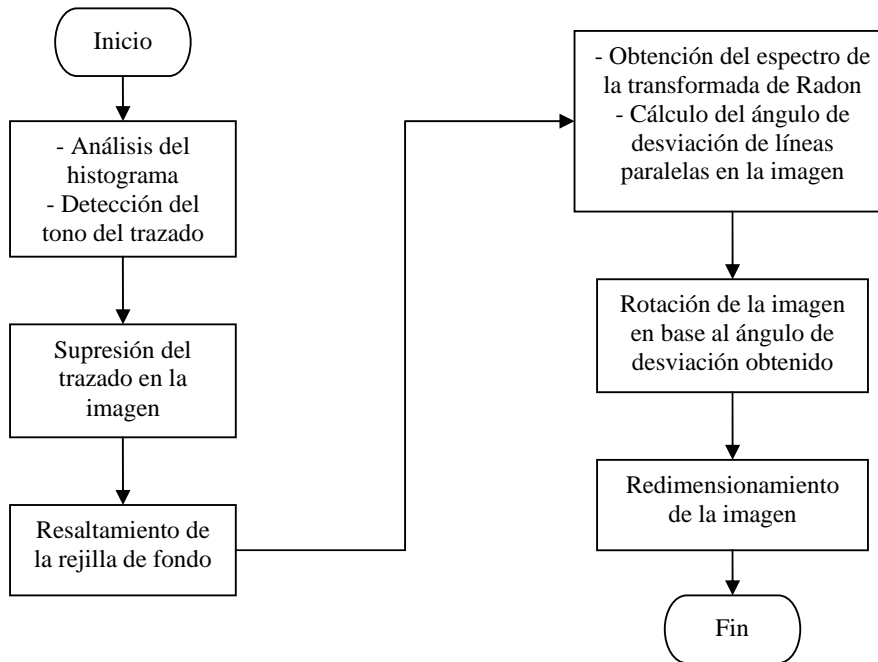 Inicio
- Análisis del
histograma
- Detección del
tono del trazado
Supresión del
trazado en la
imagen
Resaltamiento de
la rejilla de fondo
- Obtención del espectro de
la transformada de Radon
- Cálculo del ángulo de
desviación de líneas
paralelas en la imagen
Rotación de la imagen
en base al ángulo de
desviación obtenido
Redimensionamiento
de la imagen
Fin